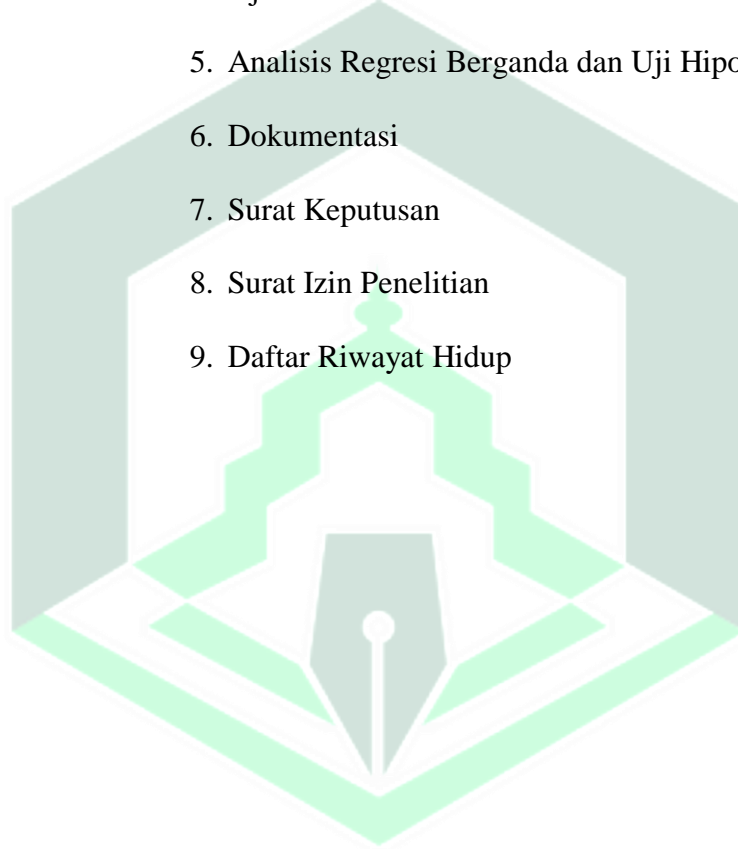 5. Analisis Regresi Berganda dan Uji
6. Dokumentasi
7. Surat Keputusan
8. Surat Izin Penelitian
9. Daftar Riwayat Hidup